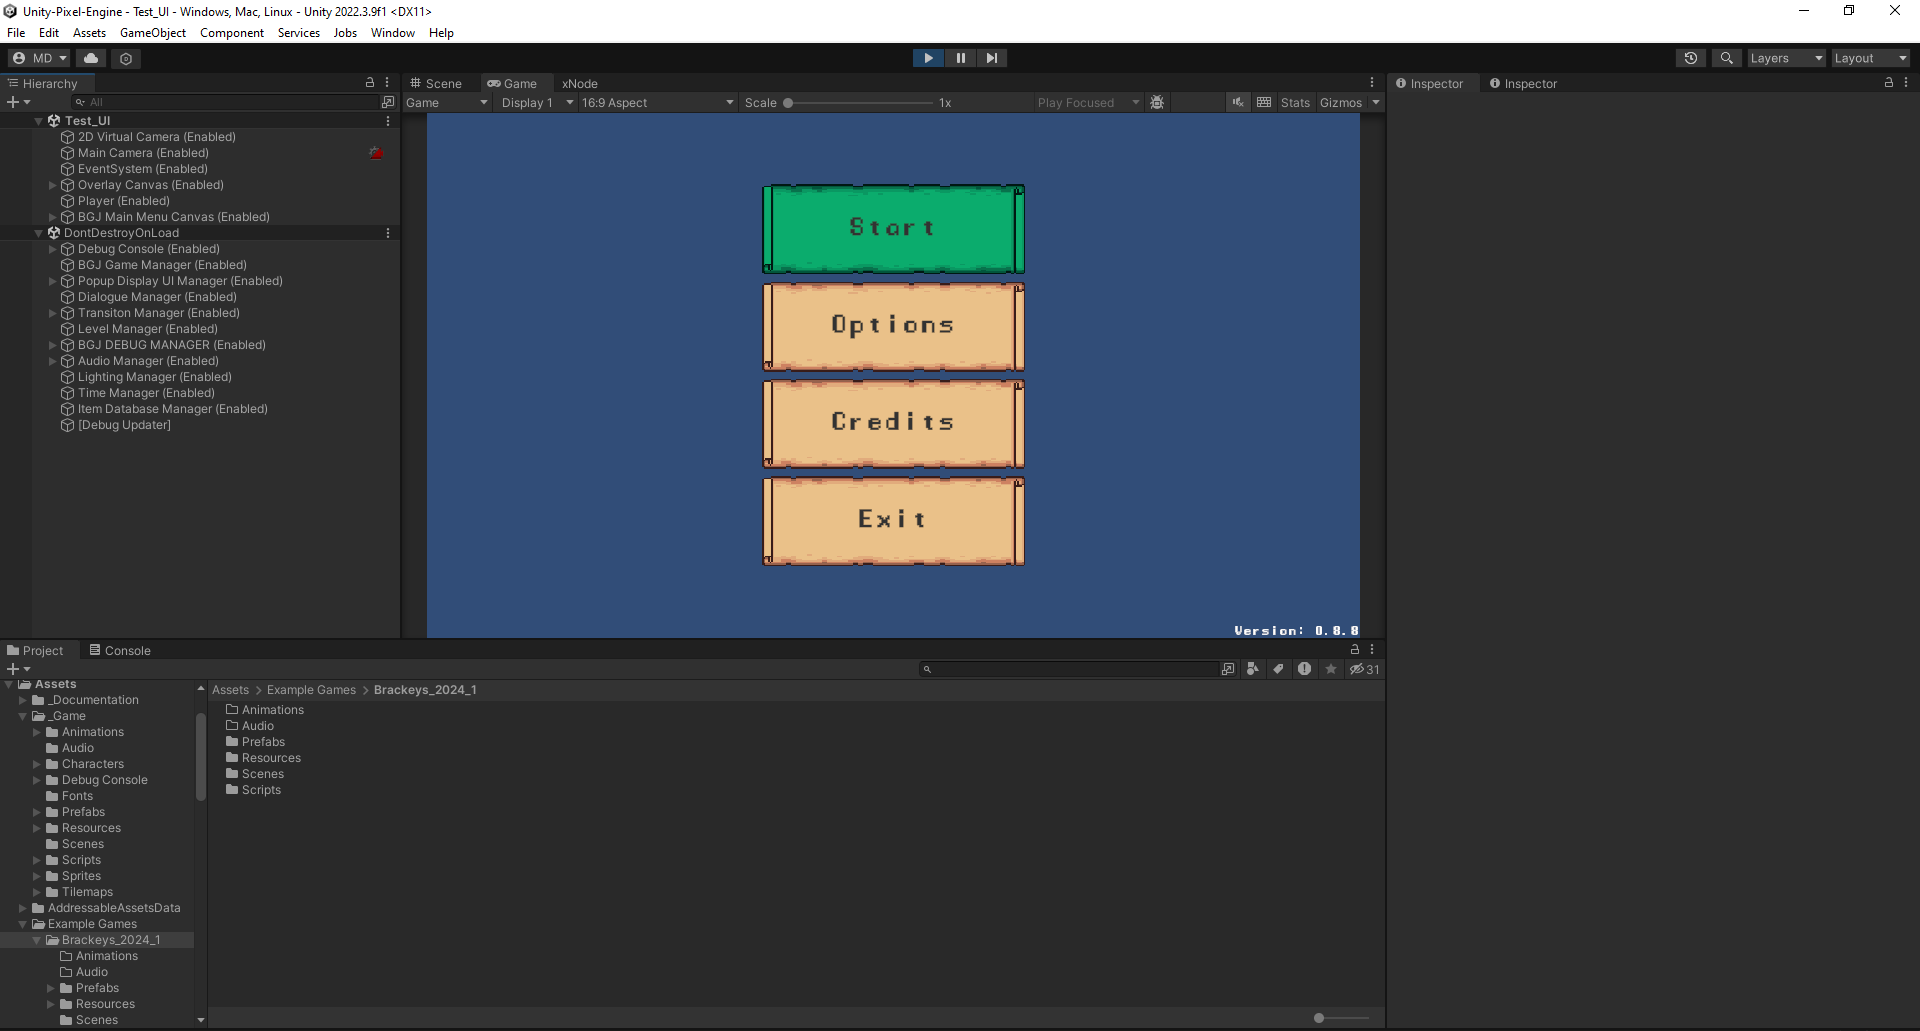 Unity-Pixel-Engine - Test_UI - Windows, Mac, Linux - Unity 2022.3.9f1 <DX11>
File Edit Assets GameObject Component Services Jobs Window Help
MD Layers Layout
Hierarchy
All
Test_UI
2D Virtual Camera (Enabled)
Main Camera (Enabled)
EventSystem (Enabled)
Overlay Canvas (Enabled)
Player (Enabled)
BGJ Main Menu Canvas (Enabled)
DontDestroyOnLoad
Debug Console (Enabled)
BGJ Game Manager (Enabled)
Popup Display UI Manager (Enabled)
Dialogue Manager (Enabled)
Transiton Manager (Enabled)
Level Manager (Enabled)
BGJ DEBUG MANAGER (Enabled)
Audio Manager (Enabled)
Lighting Manager (Enabled)
Time Manager (Enabled)
Item Database Manager (Enabled)
[Debug Updater]
Scene Game xNode
Game Display 1 16:9 Aspect Scale 1x Play Focused Stats Gizmos
Start
Options
Credits
Exit
Version: 0.8.8
Inspector Inspector
Project Console
31
Assets
_Documentation
_Game
Animations
Audio
Characters
Debug Console
Fonts
Prefabs
Resources
Scenes
Scripts
Sprites
Tilemaps
AddressableAssetsData
Example Games
Brackeys_2024_1
Animations
Audio
Prefabs
Resources
Scenes
Assets > Example Games > Brackeys_2024_1
Animations
Audio
Prefabs
Resources
Scenes
Scripts